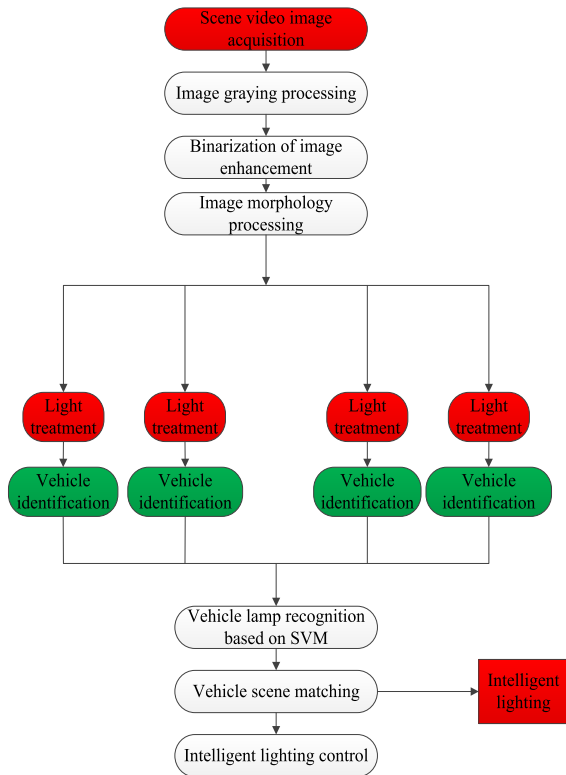 Scene video image
acquisition
Image graying processing
Binarization of image
enhancement
Image morphology
processing
Light
treatment
Light
treatment
Light
treatment
Light
treatment
Vehicle
identification
Vehicle
identification
Vehicle
identification
Vehicle
identification
Vehicle lamp recognition
based on SVM
Vehicle scene matching
Intelligent
lighting
Intelligent lighting control